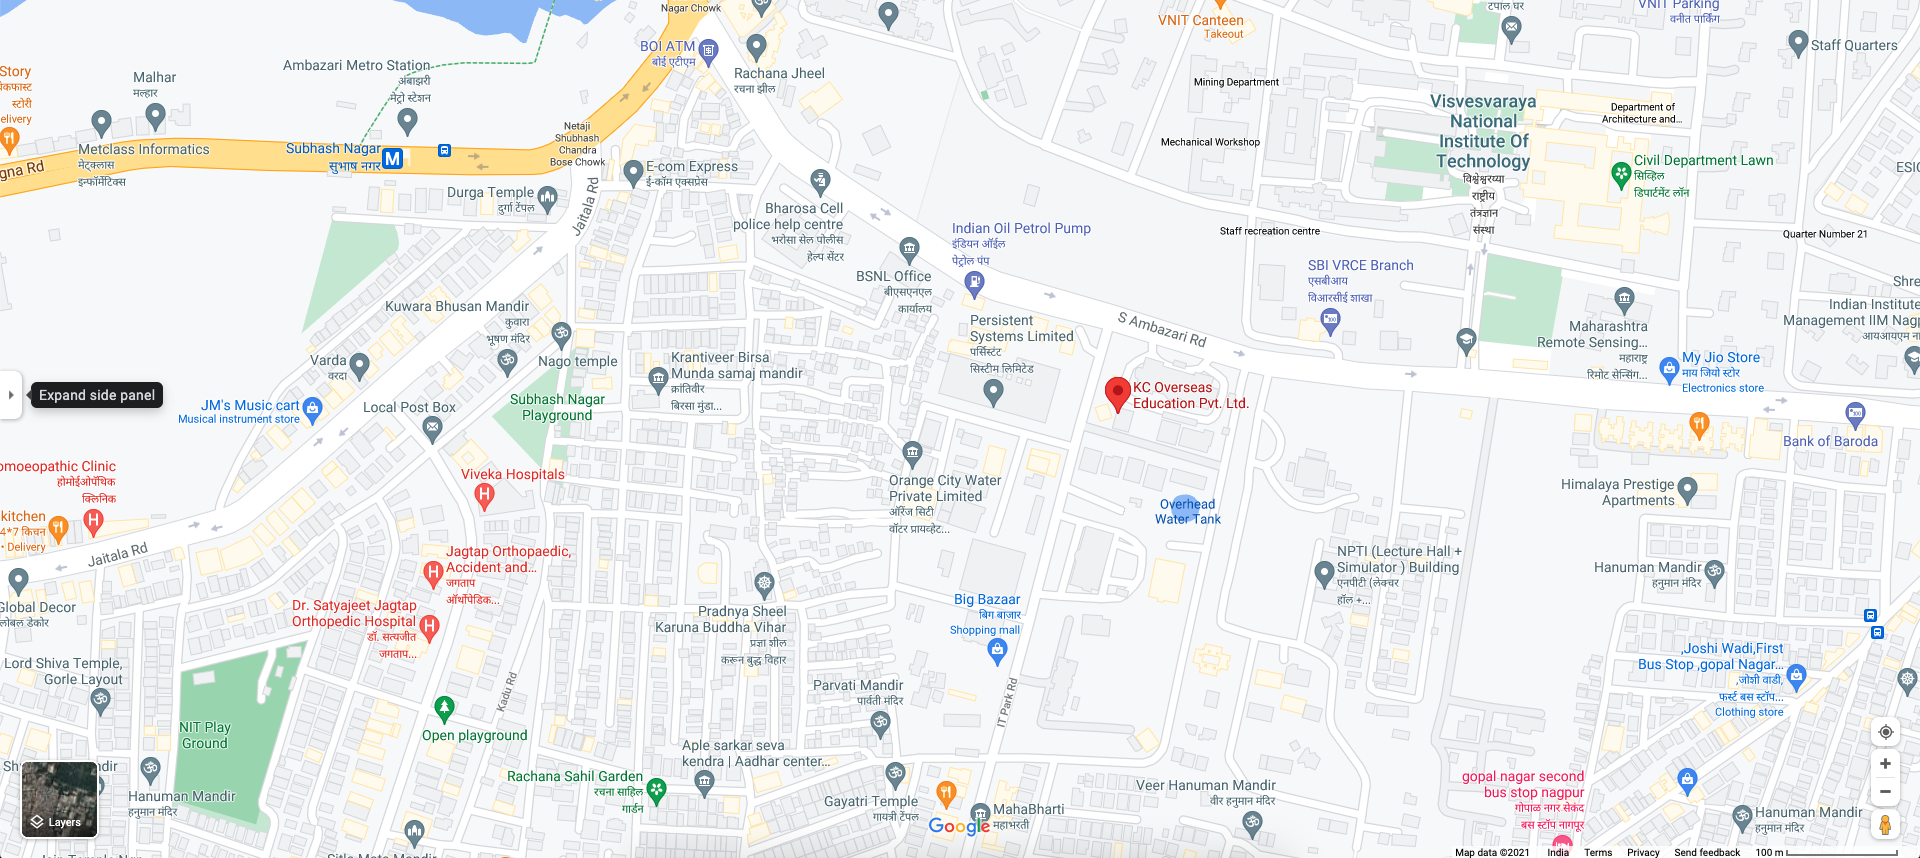 Nagar Chowk
BOI ATM
बोई एटीएम
Rachana Jheel
रचना झील
VNIT Canteen
Takeout
टपाल घर
VNIT Parking
वनीत पार्किंग
Staff Quarters
Story
स्टोरी
elivery
Malhar
मल्हार
Ambazari Metro Station
अंबाझरी
मेट्रो स्टेशन
Mining Department
Visvesvaraya
National
Institute Of
Technology
विश्वेश्वरय्या
राष्ट्रीय
तंत्रज्ञान
संस्था
Department of
Architecture and...
Metclass Informatics
मेट्क्लास
इन्फॉर्मेटिक्स
Subhash Nagar
सुभाष नगर
M
Netaji
Subhash
Chandra
Bose Chowk
Mechanical Workshop
Civil Department Lawn
सिव्हिल
डिपार्टमेंट लॉन
ESIC
gna Rd
E-com Express
ई-कॉम एक्सप्रेस
Durga Temple
दुर्गा टेंपल
Jaitala Rd
Bharosa Cell
police help centre
भरोसा सेल पोलीस
हेल्प सेंटर
Indian Oil Petrol Pump
इंडियन ऑईल
पेट्रोल पंप
Staff recreation centre
Quarter Number 21
BSNL Office
बीएसएनएल
कार्यालय
SBI VRCE Branch
एसबीआय
विआरसीई शाखा
Shre
Indian Institute
Management IIM Nagp
आयआयएम ना
Kuwara Bhusan Mandir
कुवारा
भूषण मंदिर
Persistent
Systems Limited
पर्सिस्टंट
सिस्टीम लिमिटेड
S Ambazari Rd
Maharashtra
Remote Sensing...
महाराष्ट्र
रिमोट सेन्सिंग...
Varda
वरदा
Nago temple
Krantiveer Birsa
Munda samaj mandir
क्रांतिवीर
बिरसा मुंडा...
My Jio Store
माय जियो स्टोर
Electronics store
Expand side panel
KC Overseas
Education Pvt. Ltd.
JM's Music cart
Musical instrument store
Local Post Box
Subhash Nagar
Playground
Bank of Baroda
omoeopathic Clinic
होमोईओपॅथिक
क्लिनिक
Viveka Hospitals
Orange City Water
Private Limited
ऑरेंज सिटी
वॉटर प्रायव्हेट...
Overhead
Water Tank
Himalaya Prestige
Apartments
kitchen
4*7 किचन
• Delivery
Jaitala Rd
Jagtap Orthopaedic,
Accident and...
जगताप
ऑर्थोपेडिक...
NPTI (Lecture Hall +
Simulator ) Building
एनपीटी (लेक्चर
हॉल +...
Hanuman Mandir
हनुमान मंदिर
Global Decor
लोबल डेकोर
Dr. Satyajeet Jagtap
Orthopedic Hospital
डॉ. सत्यजीत
जगताप...
Pradnya Sheel
Karuna Buddha Vihar
प्रज्ञा शील
करून बुद्ध विहार
Big Bazaar
बिग बाजार
Shopping mall
,Joshi Wadi,First
Bus Stop ,gopal Nagar...
,जोशी वाडी,
फर्स्ट बस स्टॉप...
Clothing store
Lord Shiva Temple,
Gorle Layout
Kadu Rd
Parvati Mandir
पार्वती मंदिर
IT Park Rd
NIT Play
Ground
Open playground
Aple sarkar seva
kendra | Aadhar center...
Rachana Sahil Garden
रचना साहिल
गार्डन
Hanuman Mandir
हनुमान मंदिर
Gayatri Temple
गायत्री टेंपल
MahaBharti
महाभरती
Veer Hanuman Mandir
वीर हनुमान मंदिर
gopal nagar second
bus stop nagpur
गोपाळ नगर सेकंद
बस स्टॉप नागपूर
Hanuman Mandir
हनुमान मंदिर
Layers
Google
Map data ©2021
India
Terms
Privacy
Send feedback
100 m